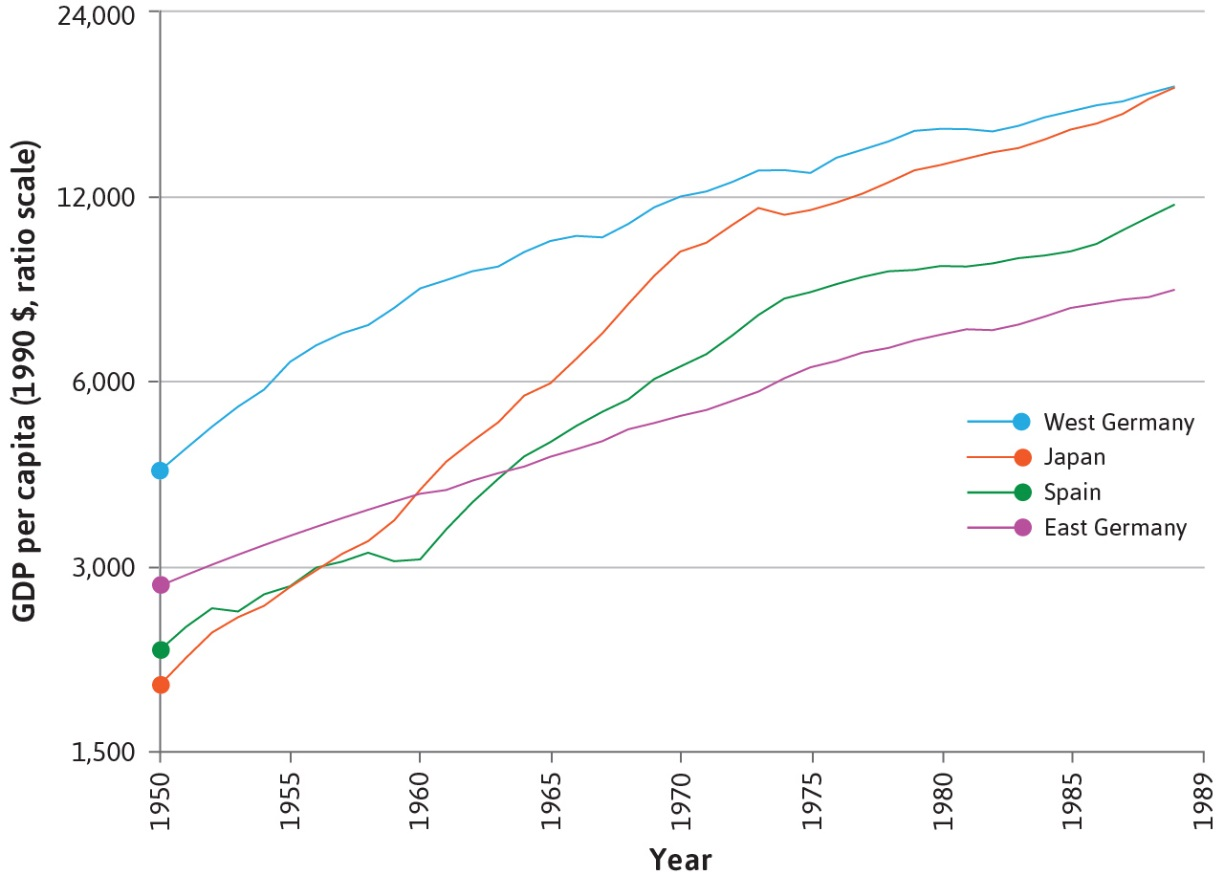 24,000
12,000
6,000
3,000
1,500
GDP per capita (1990 $, ratio scale)
West Germany
Japan
Spain
East Germany
1950
1955
1960
1965
1970
1975
1980
1985
1989
Year